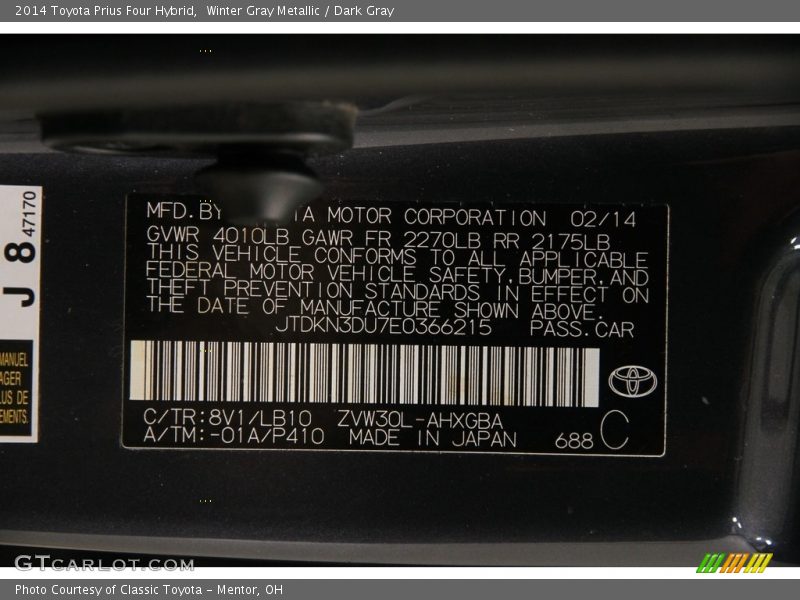 2014 Toyota Prius Four Hybrid, Winter Gray Metallic / Dark Gray
MFD. BY TA MOTOR CORPORATION 02/14
GVWR 4010LB GAWR FR 2270LB RR 2175LB
THIS VEHICLE CONFORMS TO ALL APPLICABLE
FEDERAL MOTOR VEHICLE SAFETY, BUMPER, AND
THEFT PREVENTION STANDARDS IN EFFECT ON
THE DATE OF MANUFACTURE SHOWN ABOVE.
JTDKN3DU7E0366215 PASS.CAR
C/TR:8V1/LB10 ZVW30L-AHXGBA
A/TM:-01A/P410 MADE IN JAPAN 688 C
J 8 47170
MANUEL
AGER
LUS DE
EMENTS.
GTCARLOT.COM
Photo Courtesy of Classic Toyota - Mentor, OH